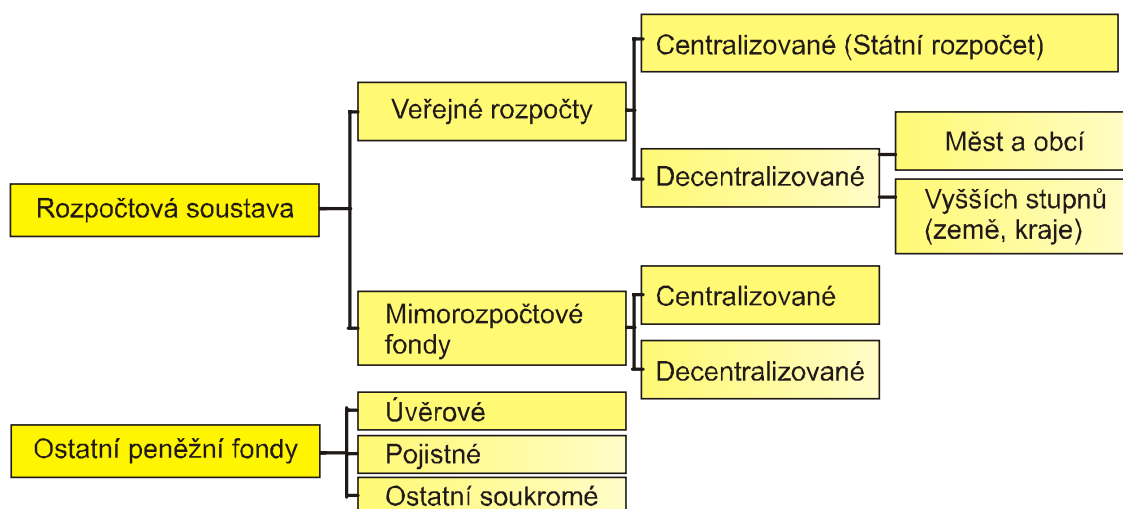 Centralizované (Státní rozpočet)
Veřejné rozpočty
Měst a obcí
Decentralizované
Vyšších stupnů
(země, kraje)
Rozpočtová soustava
Centralizované
Mimorozpočtové
fondy
Decentralizované
Úvěrové
Ostatní peněžní fondy
Pojistné
Ostatní soukromé